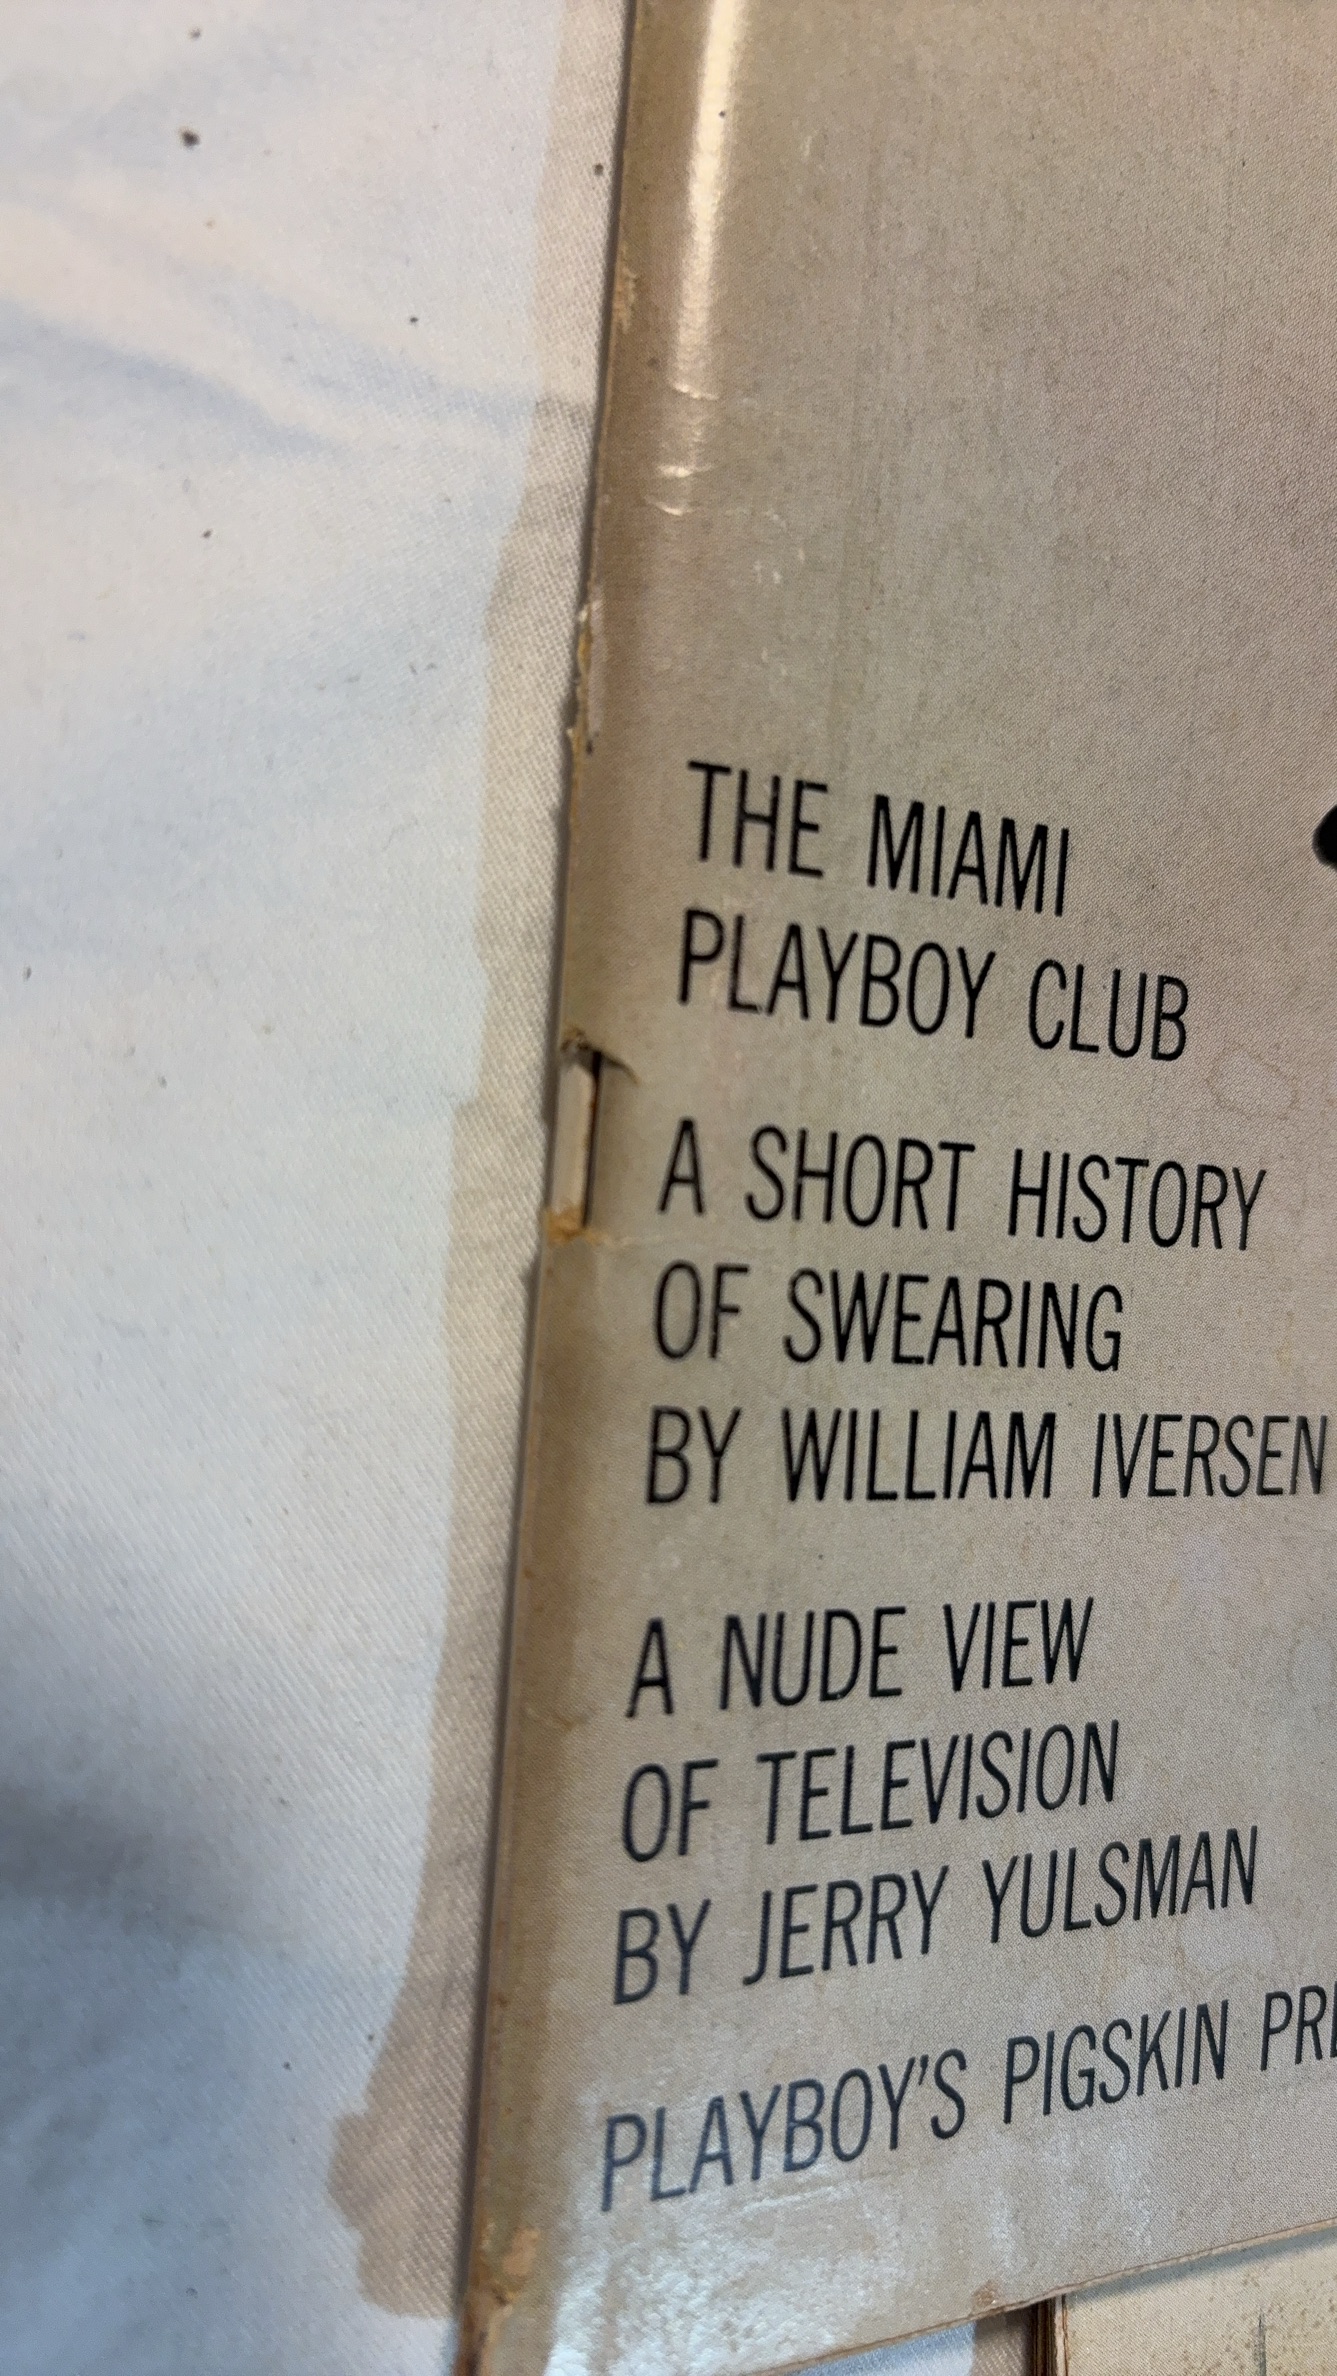 THE MIAMI
PLAYBOY CLUB
A SHORT HISTORY
OF SWEARING
BY WILLIAM IVERSEN
A NUDE VIEW
OF TELEVISION
BY JERRY YULSMAN
PLAYBOY'S PIGSKIN